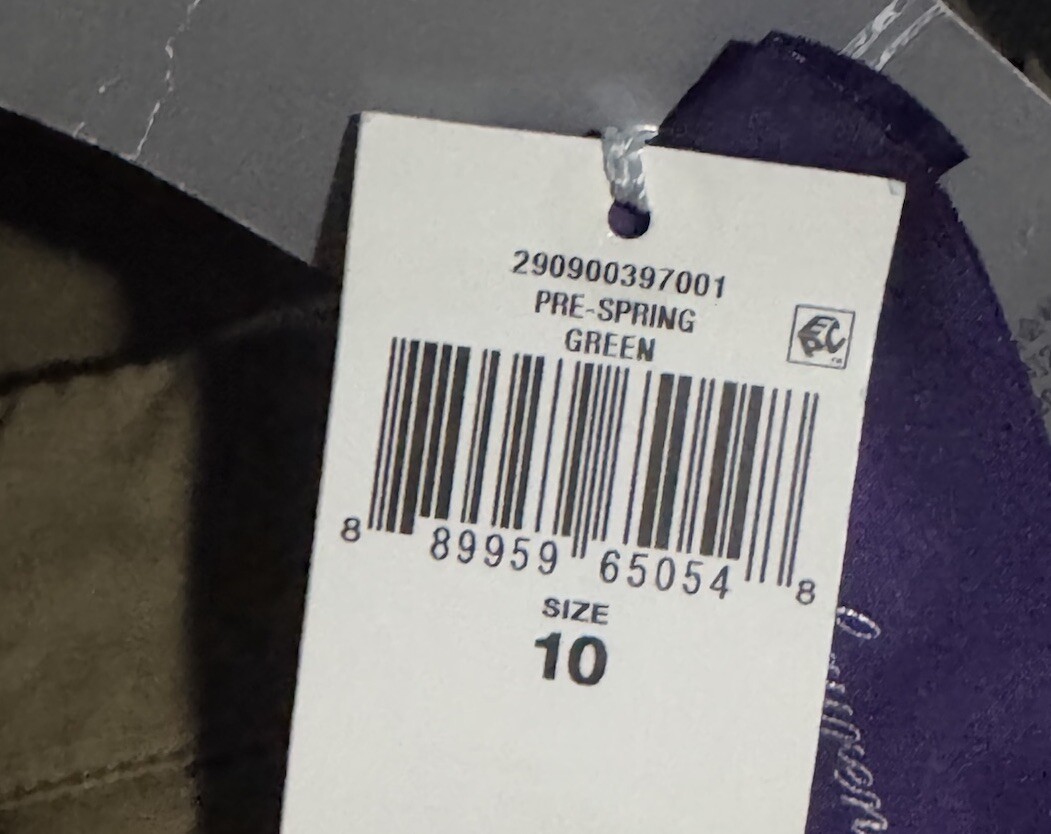 290900397001
PRE-SPRING
GREEN
8 89959 65054 8
SIZE
10